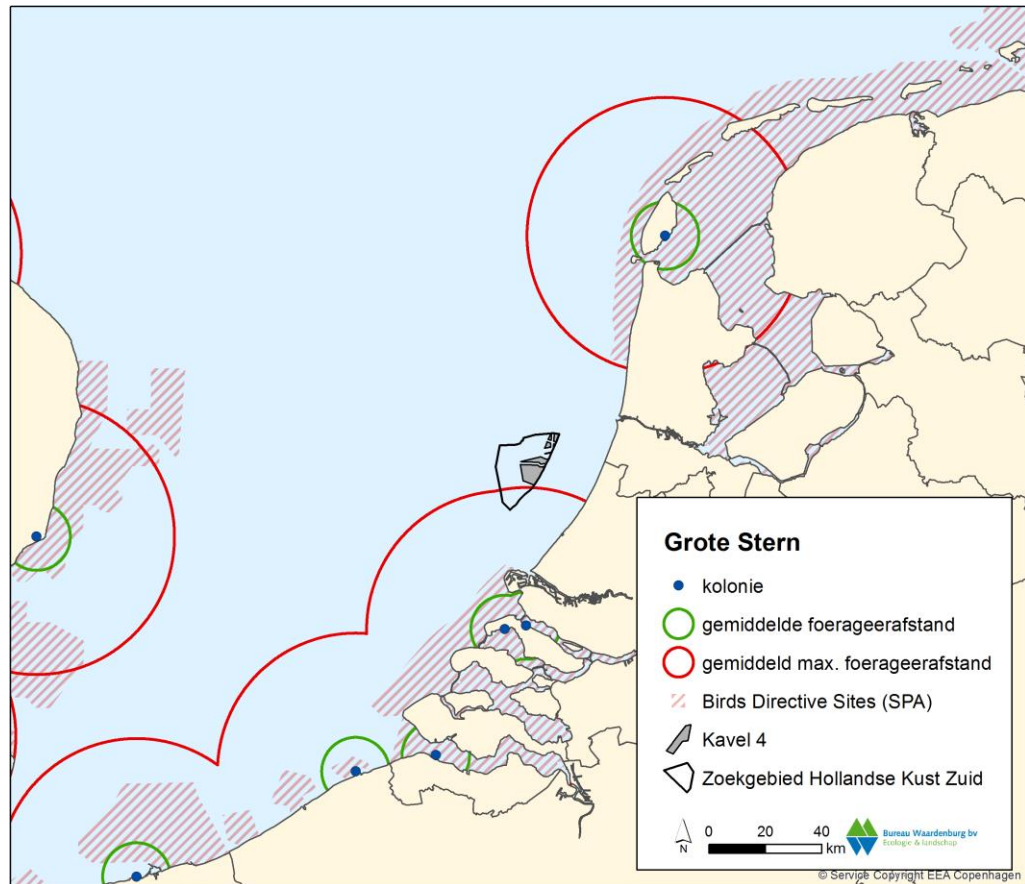 Grote Stern
kolonie
gemiddelde foerageerafstand
gemiddeld max. foerageerafstand
Birds Directive Sites (SPA)
Kavel 4
Zoekgebied Hollandse Kust Zuid
N
0 20 40
km
Bureau Waardenburg bv
Ecologie & landschap
© Service Copyright EEA Copenhagen